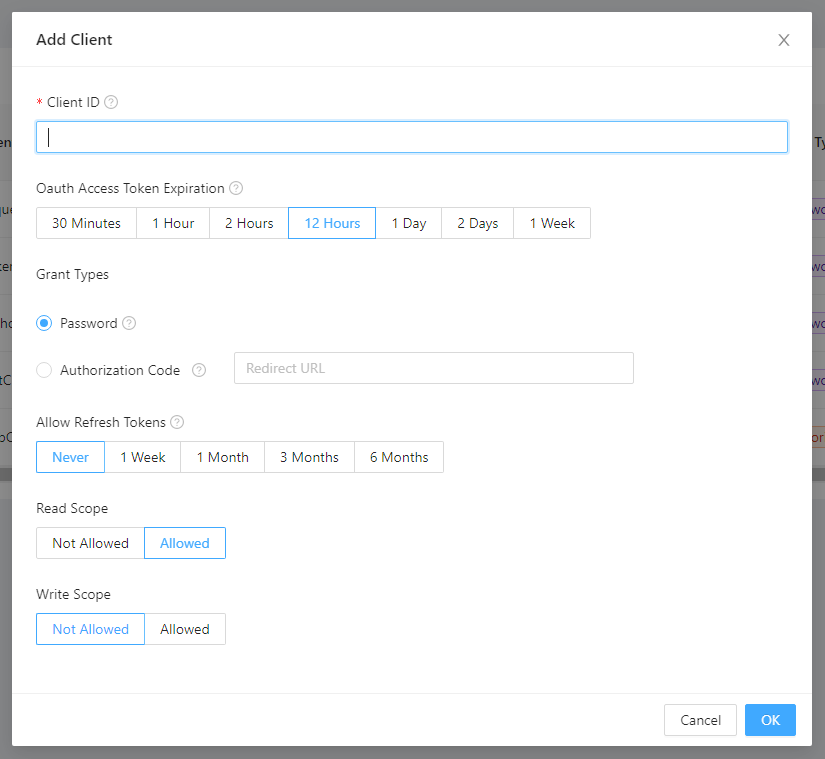 Add Client
* Client ID
Oauth Access Token Expiration
30 Minutes 1 Hour 2 Hours 12 Hours 1 Day 2 Days 1 Week
Grant Types
Password
Authorization Code Redirect URL
Allow Refresh Tokens
Never 1 Week 1 Month 3 Months 6 Months
Read Scope
Not Allowed Allowed
Write Scope
Not Allowed Allowed
Cancel OK